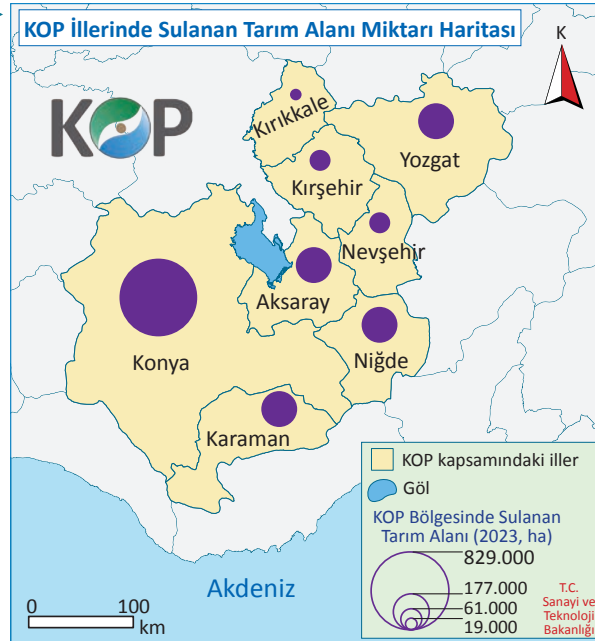 KOP İllerinde Sulanan Tarım Alanı Miktarı Haritası
K
KOP
Kırıkkale
Yozgat
Kırşehir
Nevşehir
Aksaray
Konya
Niğde
Karaman
KOP kapsamındaki iller
Göl
KOP Bölgesinde Sulanan
Tarım Alanı (2023, ha)
829.000
177.000
61.000
19.000
T.C.
Sanayi ve
Teknoloji
Bakanlığı
Akdeniz
0 100
km